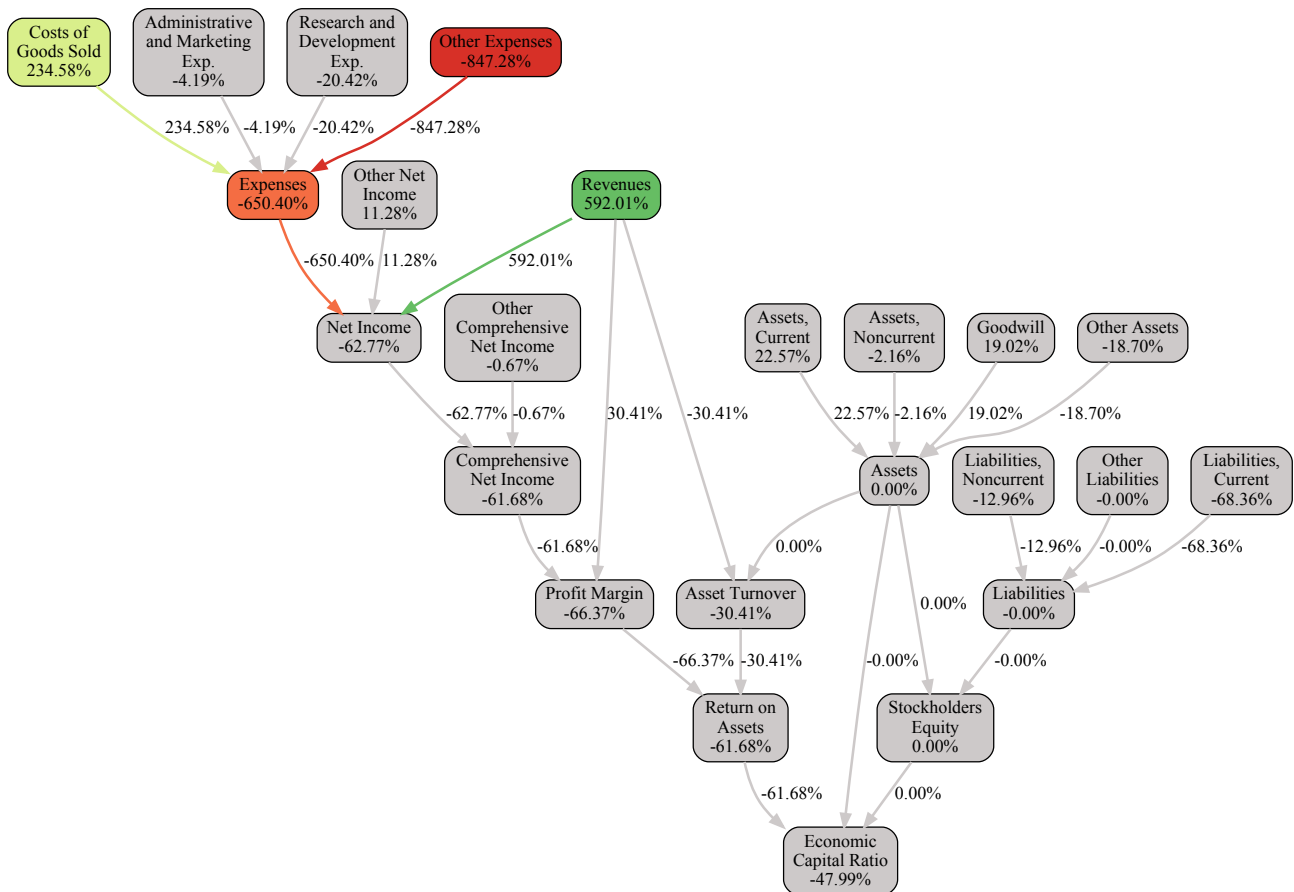 Costs of
Goods Sold
234.58%
Administrative
and Marketing
Exp.
-4.19%
Research and
Development
Exp.
-20.42%
Other Expenses
-847.28%
234.58%
-4.19%
-20.42%
-847.28%
Expenses
-650.40%
Other Net
Income
11.28%
Revenues
592.01%
-650.40%
11.28%
592.01%
Net Income
-62.77%
Other
Comprehensive
Net Income
-0.67%
Assets,
Current
22.57%
Assets,
Noncurrent
-2.16%
Goodwill
19.02%
Other Assets
-18.70%
-62.77%
-0.67%
30.41%
-30.41%
22.57%
-2.16%
19.02%
-18.70%
Comprehensive
Net Income
-61.68%
Assets
0.00%
Liabilities,
Noncurrent
-12.96%
Other
Liabilities
-0.00%
Liabilities,
Current
-68.36%
-61.68%
0.00%
-12.96%
-0.00%
-68.36%
Profit Margin
-66.37%
Asset Turnover
-30.41%
0.00%
Liabilities
-0.00%
-66.37%
-30.41%
-0.00%
-0.00%
Return on
Assets
-61.68%
Stockholders
Equity
0.00%
-61.68%
0.00%
Economic
Capital Ratio
-47.99%